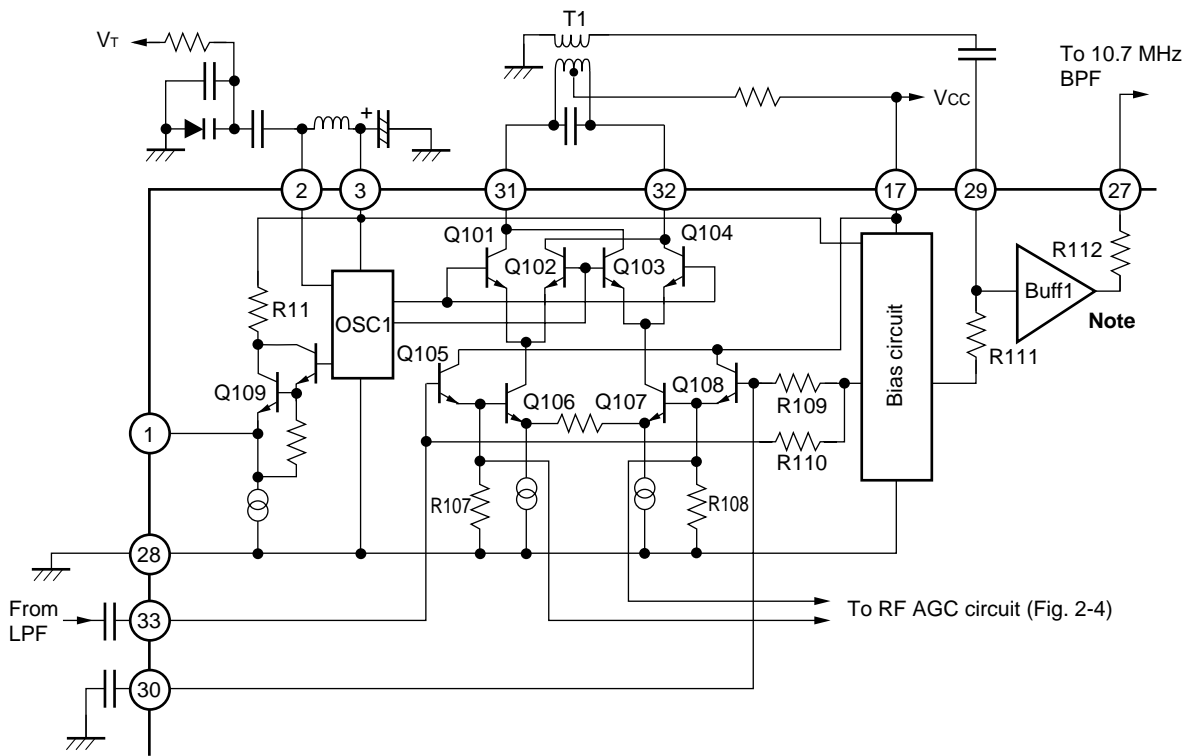 T1
VT
To 10.7 MHz
BPF
VCC
+
2
3
31
32
17
29
27
Q101
Q104
Q102
Q103
R112
R11
OSC1
Buff1
Note
Q105
R111
Bias circuit
Q109
Q106
Q107
Q108
R109
1
R110
R107
R108
28
From
LPF
33
To RF AGC circuit (Fig. 2-4)
30